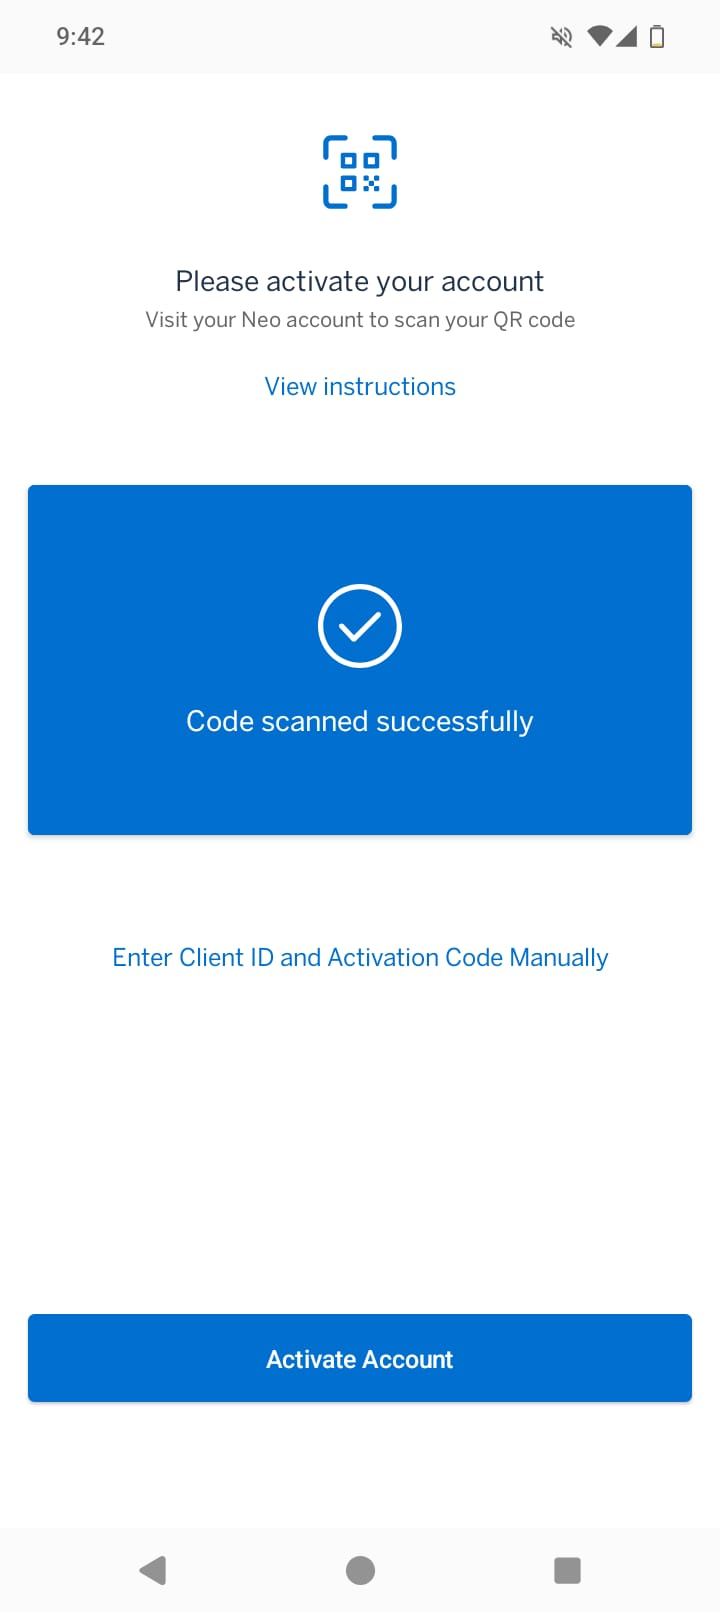 9:42
Please activate your account
Visit your Neo account to scan your QR code
View instructions
Code scanned successfully
Enter Client ID and Activation Code Manually
Activate Account